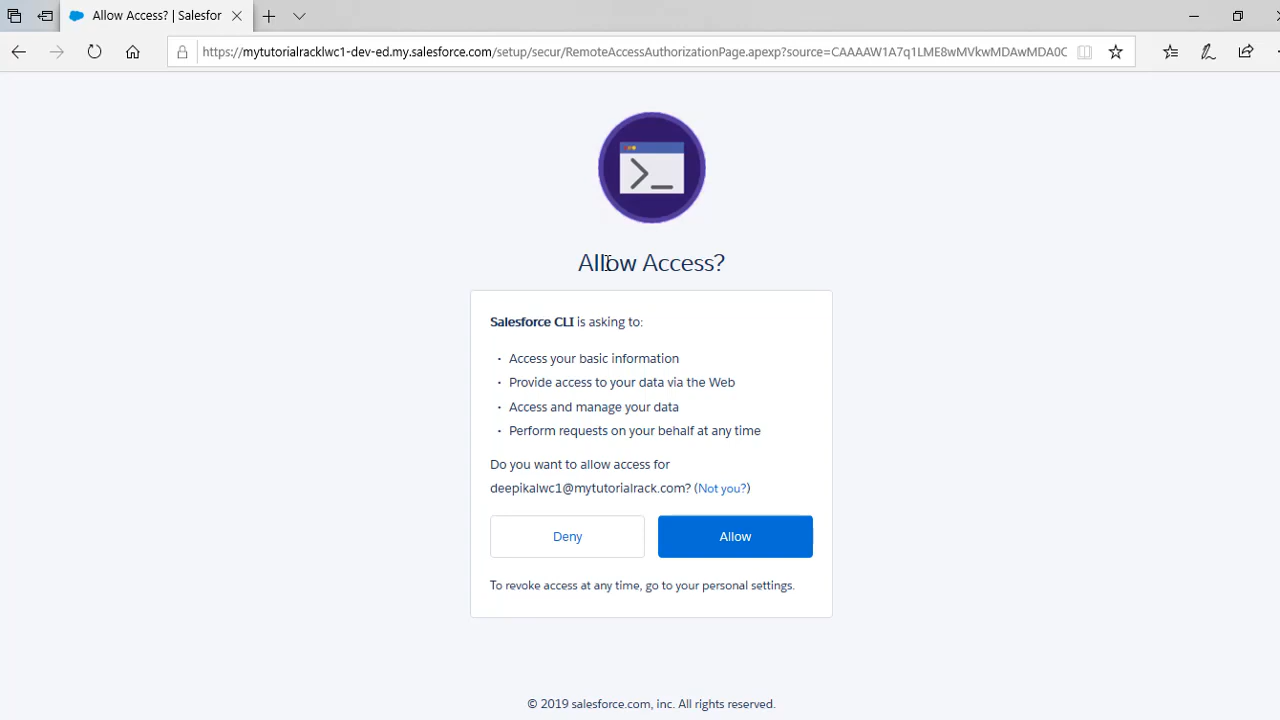 Allow Access? | Salesfor
https://mytutorialracklwc1-dev-ed.my.salesforce.com/setup/secur/RemoteAccessAuthorizationPage.apexp?source=CAAAAW1A7q1LME8wMVkwMDAwMDA0C
Allow Access?
Salesforce CLI is asking to:
• Access your basic information
• Provide access to your data via the Web
• Access and manage your data
• Perform requests on your behalf at any time
Do you want to allow access for
deepikalwc1@mytutorialrack.com? (Not you?)
Deny Allow
To revoke access at any time, go to your personal settings.
© 2019 salesforce.com, inc. All rights reserved.